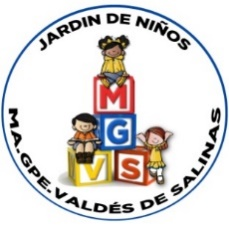 JARDIN DE NIÑOS
M
G
V S
MA.GPE.VALDÉS DE SALINAS